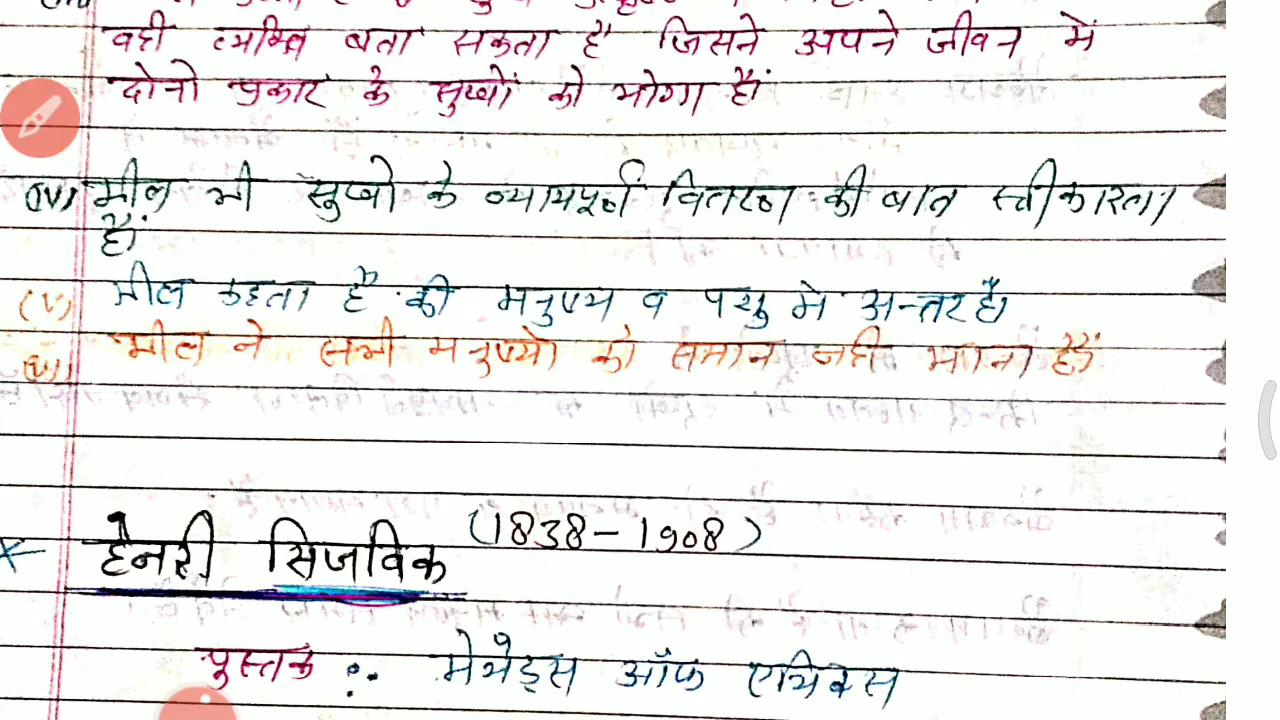 वही व्यक्ति बता सकता है जिसने अपने जीवन में
दोनो प्रकार के सुखों को भोगा हैं
(IV) मील भी सुखो के न्यायपूर्ण वितरण की बात स्वीकारता
हैं
(V) मील कहता है की मनुष्य व पशु मे अन्तर है।
(VI) मील ने सभी मनुष्यो को समान नही माना हैं
* हेनरी सिजविक (1838-1908)
पुस्तक :. मेथेड्स ऑफ एथिक्स